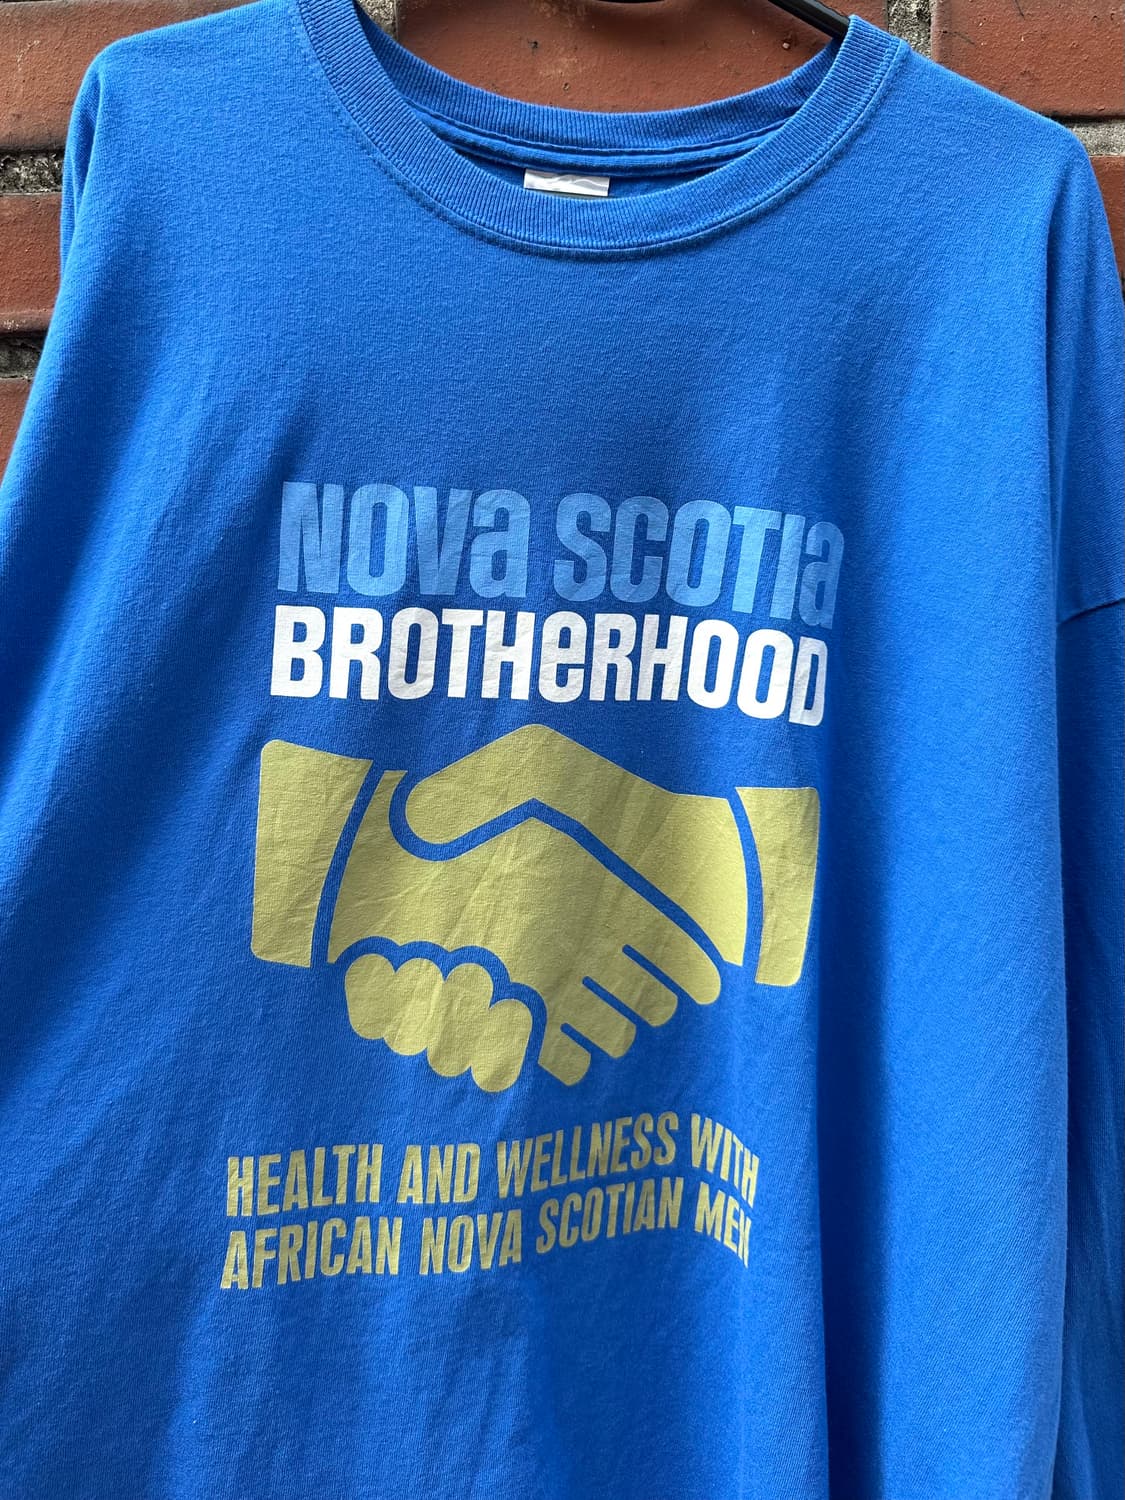 NOVa SCOTIa
BROTHeRHOOD
HEALTH AND WELLNESS WITH
AFRICAN NOVA SCOTIAN MEN